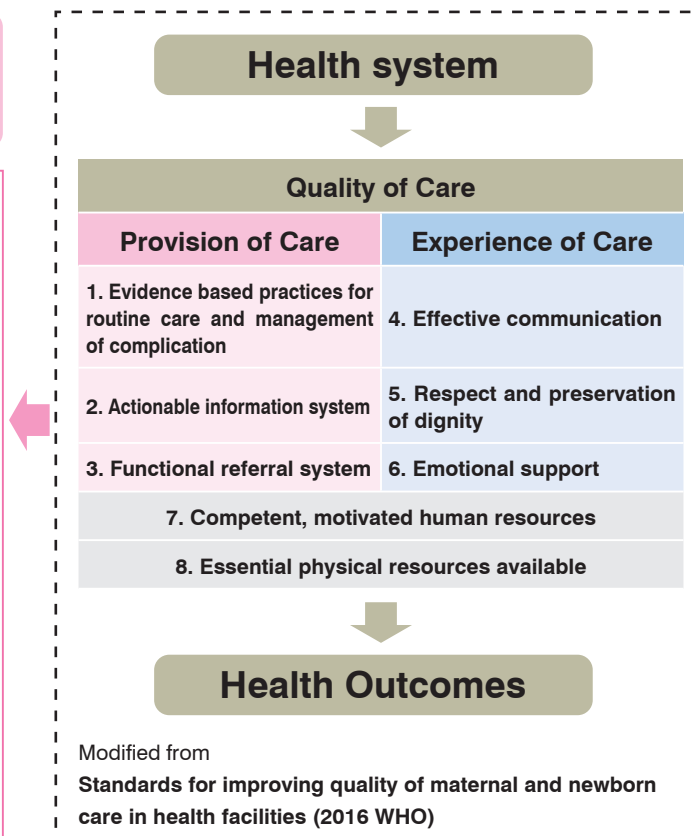 Health system
Quality of Care
Provision of Care
Experience of Care
1. Evidence based practices for
routine care and management
of complication
4. Effective communication
2. Actionable information system
5. Respect and preservation
of dignity
3. Functional referral system
6. Emotional support
7. Competent, motivated human resources
8. Essential physical resources available
Health Outcomes
Modified from
Standards for improving quality of maternal and newborn
care in health facilities (2016 WHO)